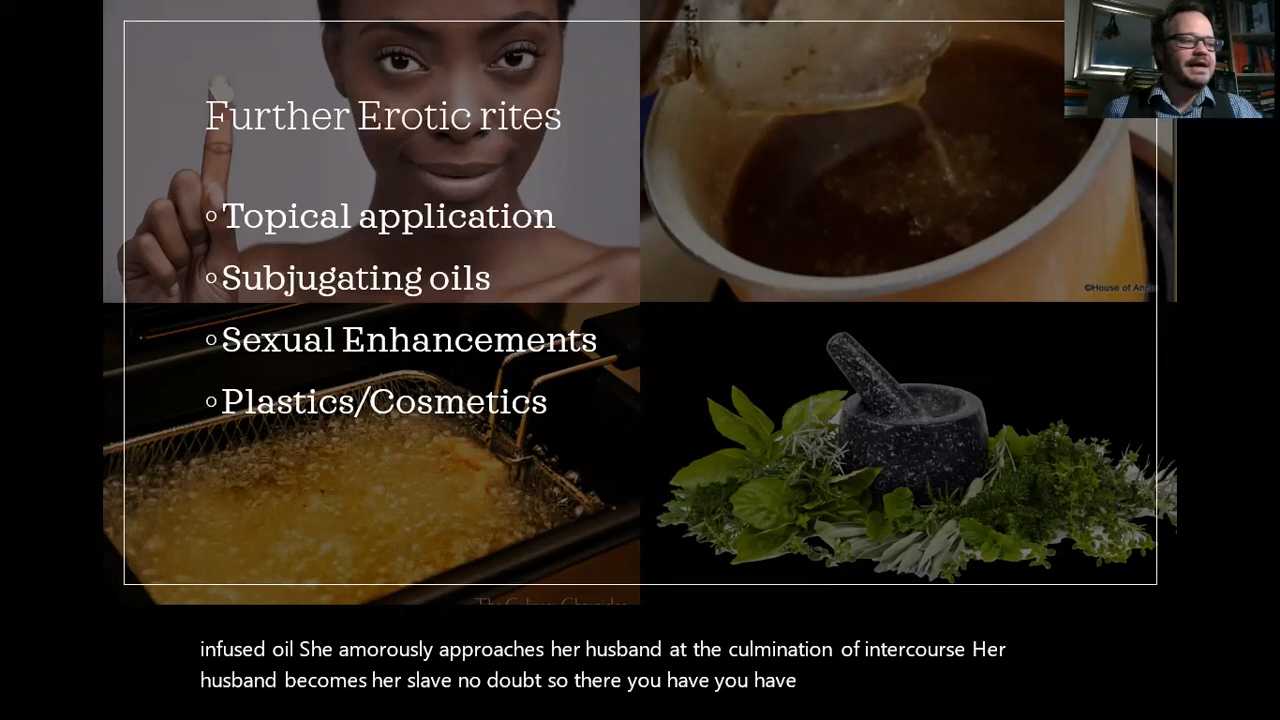 Further Erotic rites
◦Topical application
◦Subjugating oils
◦Sexual Enhancements
◦Plastics/Cosmetics
©House of
infused oil She amorously approaches her husband at the culmination of intercourse Her
husband becomes her slave no doubt so there you have you have